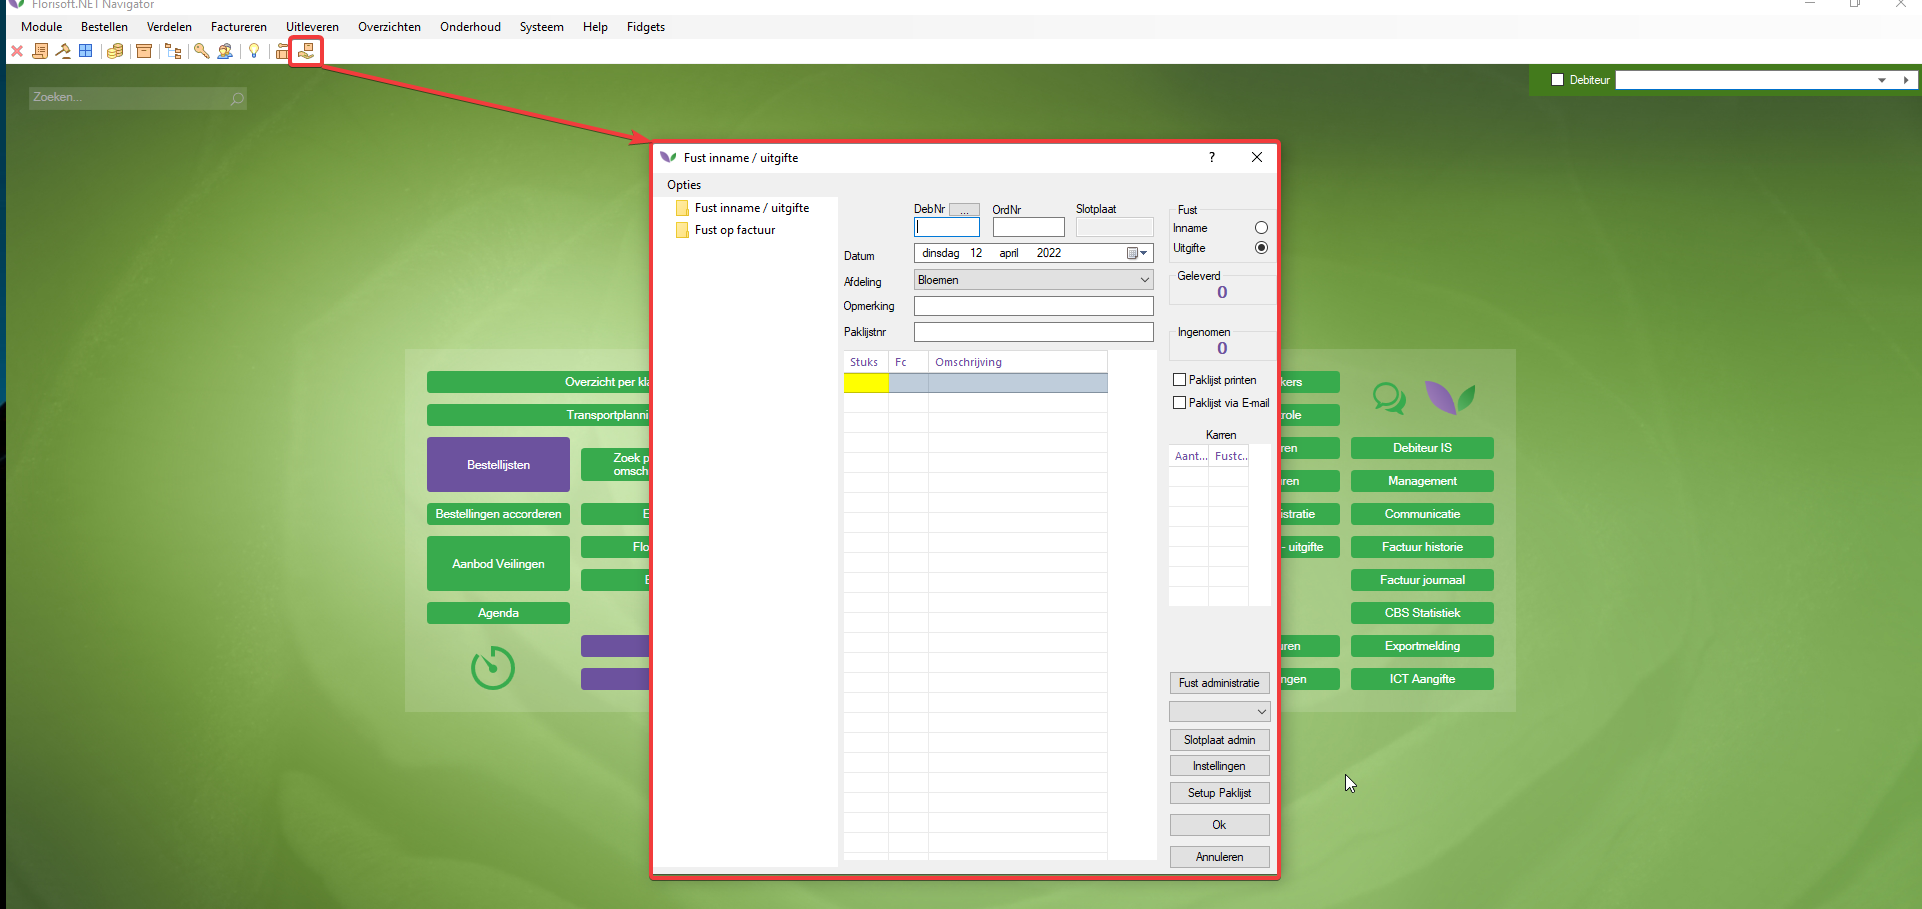 Florisoft.NET Navigator
Module Bestellen Verdelen Factureren Uitleveren Overzichten Onderhoud Systeem Help Fidgets
Zoeken...
Debiteur
Fust inname / uitgifte
?
Opties
Fust inname / uitgifte
Fust op factuur
DebNr ... OrdNr Slotplaat
Datum dinsdag 12 april 2022
Afdeling Bloemen
Opmerking
Paklijstnr
Stuks Fc Omschrijving
Fust
Inname
Uitgifte
Geleverd
0
Ingenomen
0
Paklijst printen
Paklijst via E-mail
Karren
Aant... Fustc..
Fust administratie
Slotplaat admin
Instellingen
Setup Paklijst
Ok
Annuleren
Overzicht per kla
Transportplanni
Bestellijsten
Zoek p
omsch
Bestellingen accorderen
E
Flo
Aanbod Veilingen
E
Agenda
kers
role
ren
ren
istratie
- uitgifte
uren
ngen
Debiteur IS
Management
Communicatie
Factuur historie
Factuur journaal
CBS Statistiek
Exportmelding
ICT Aangifte